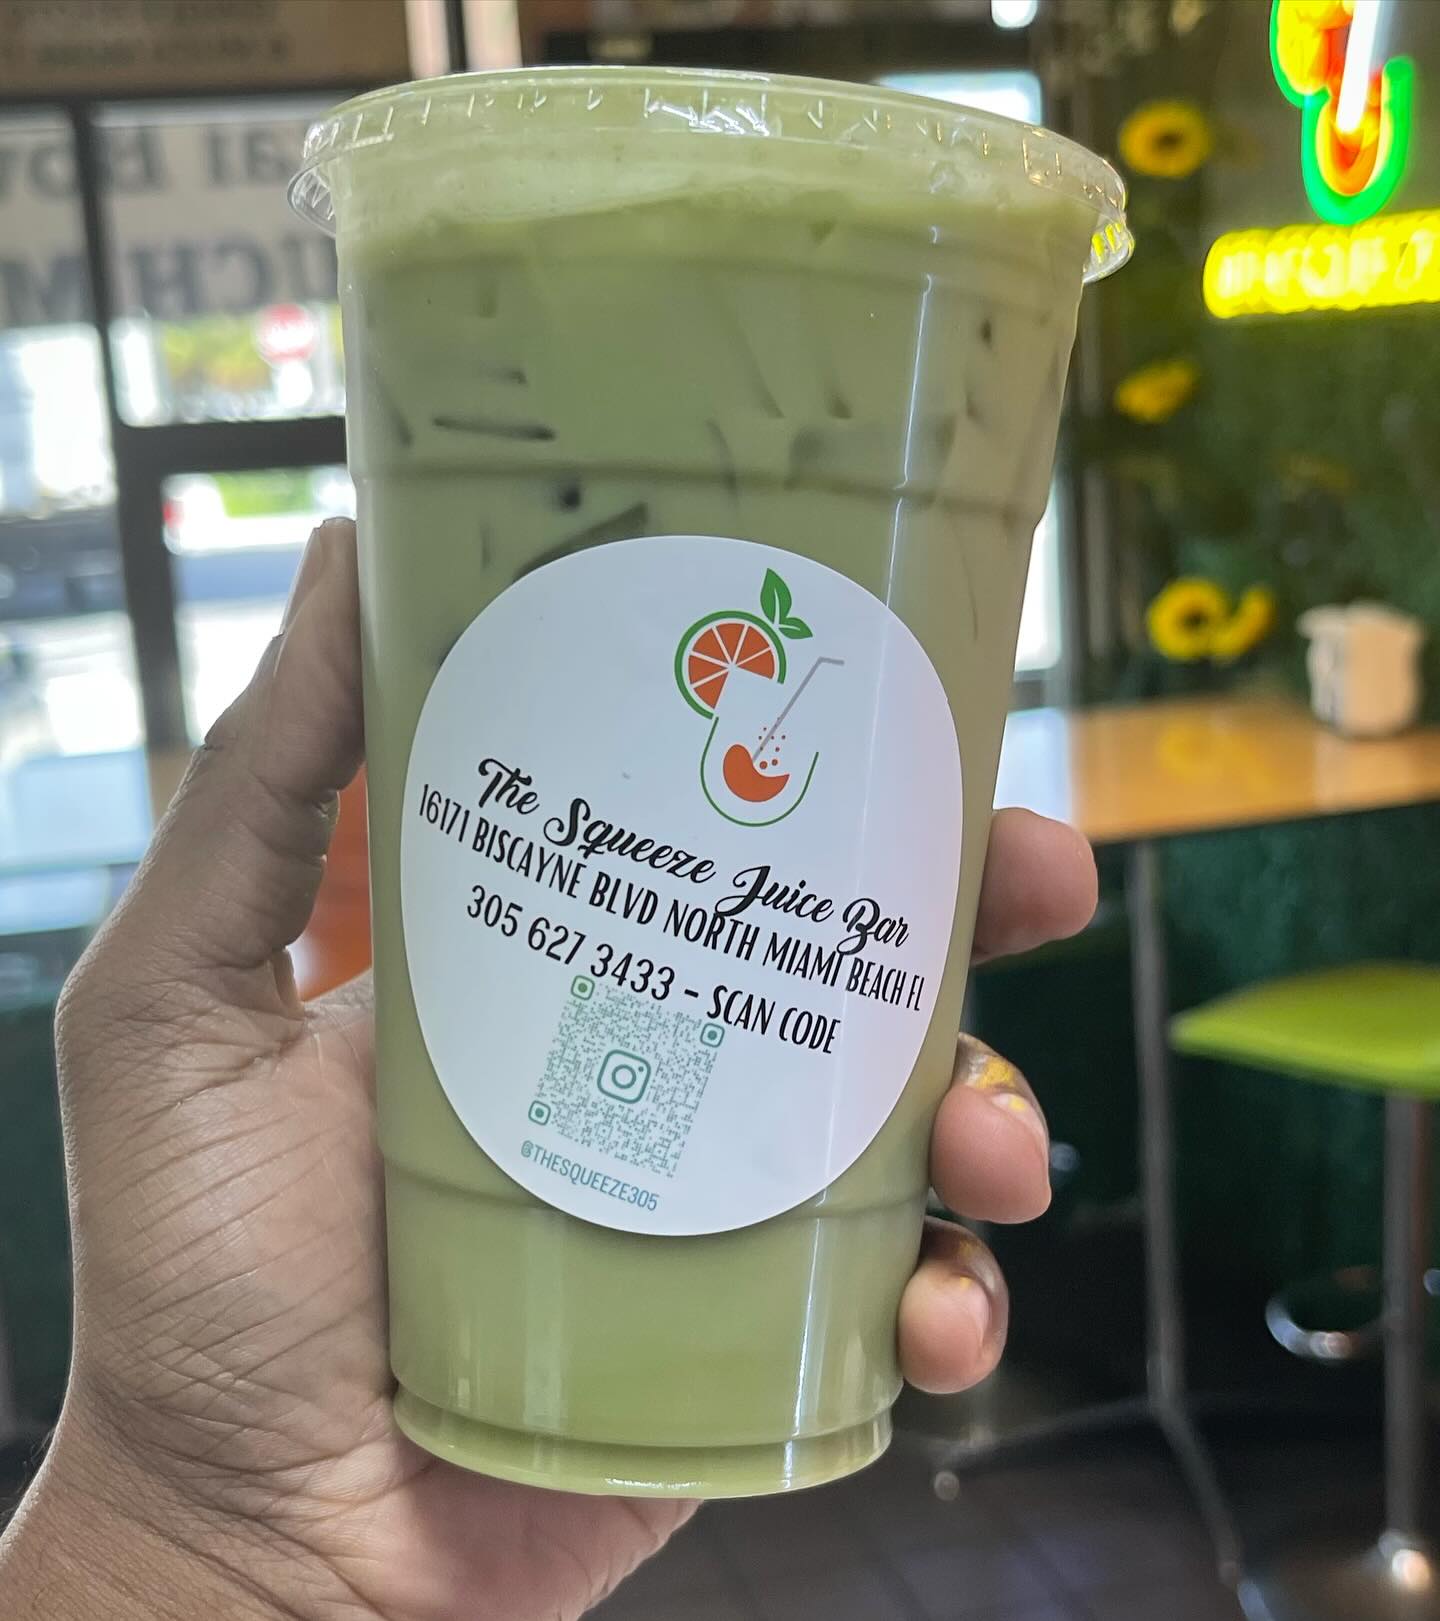 The Squeeze Juice Bar
16171 BISCAYNE BLVD NORTH MIAMI BEACH FL
305 627 3433 - SCAN CODE
@THESQUEEZE305